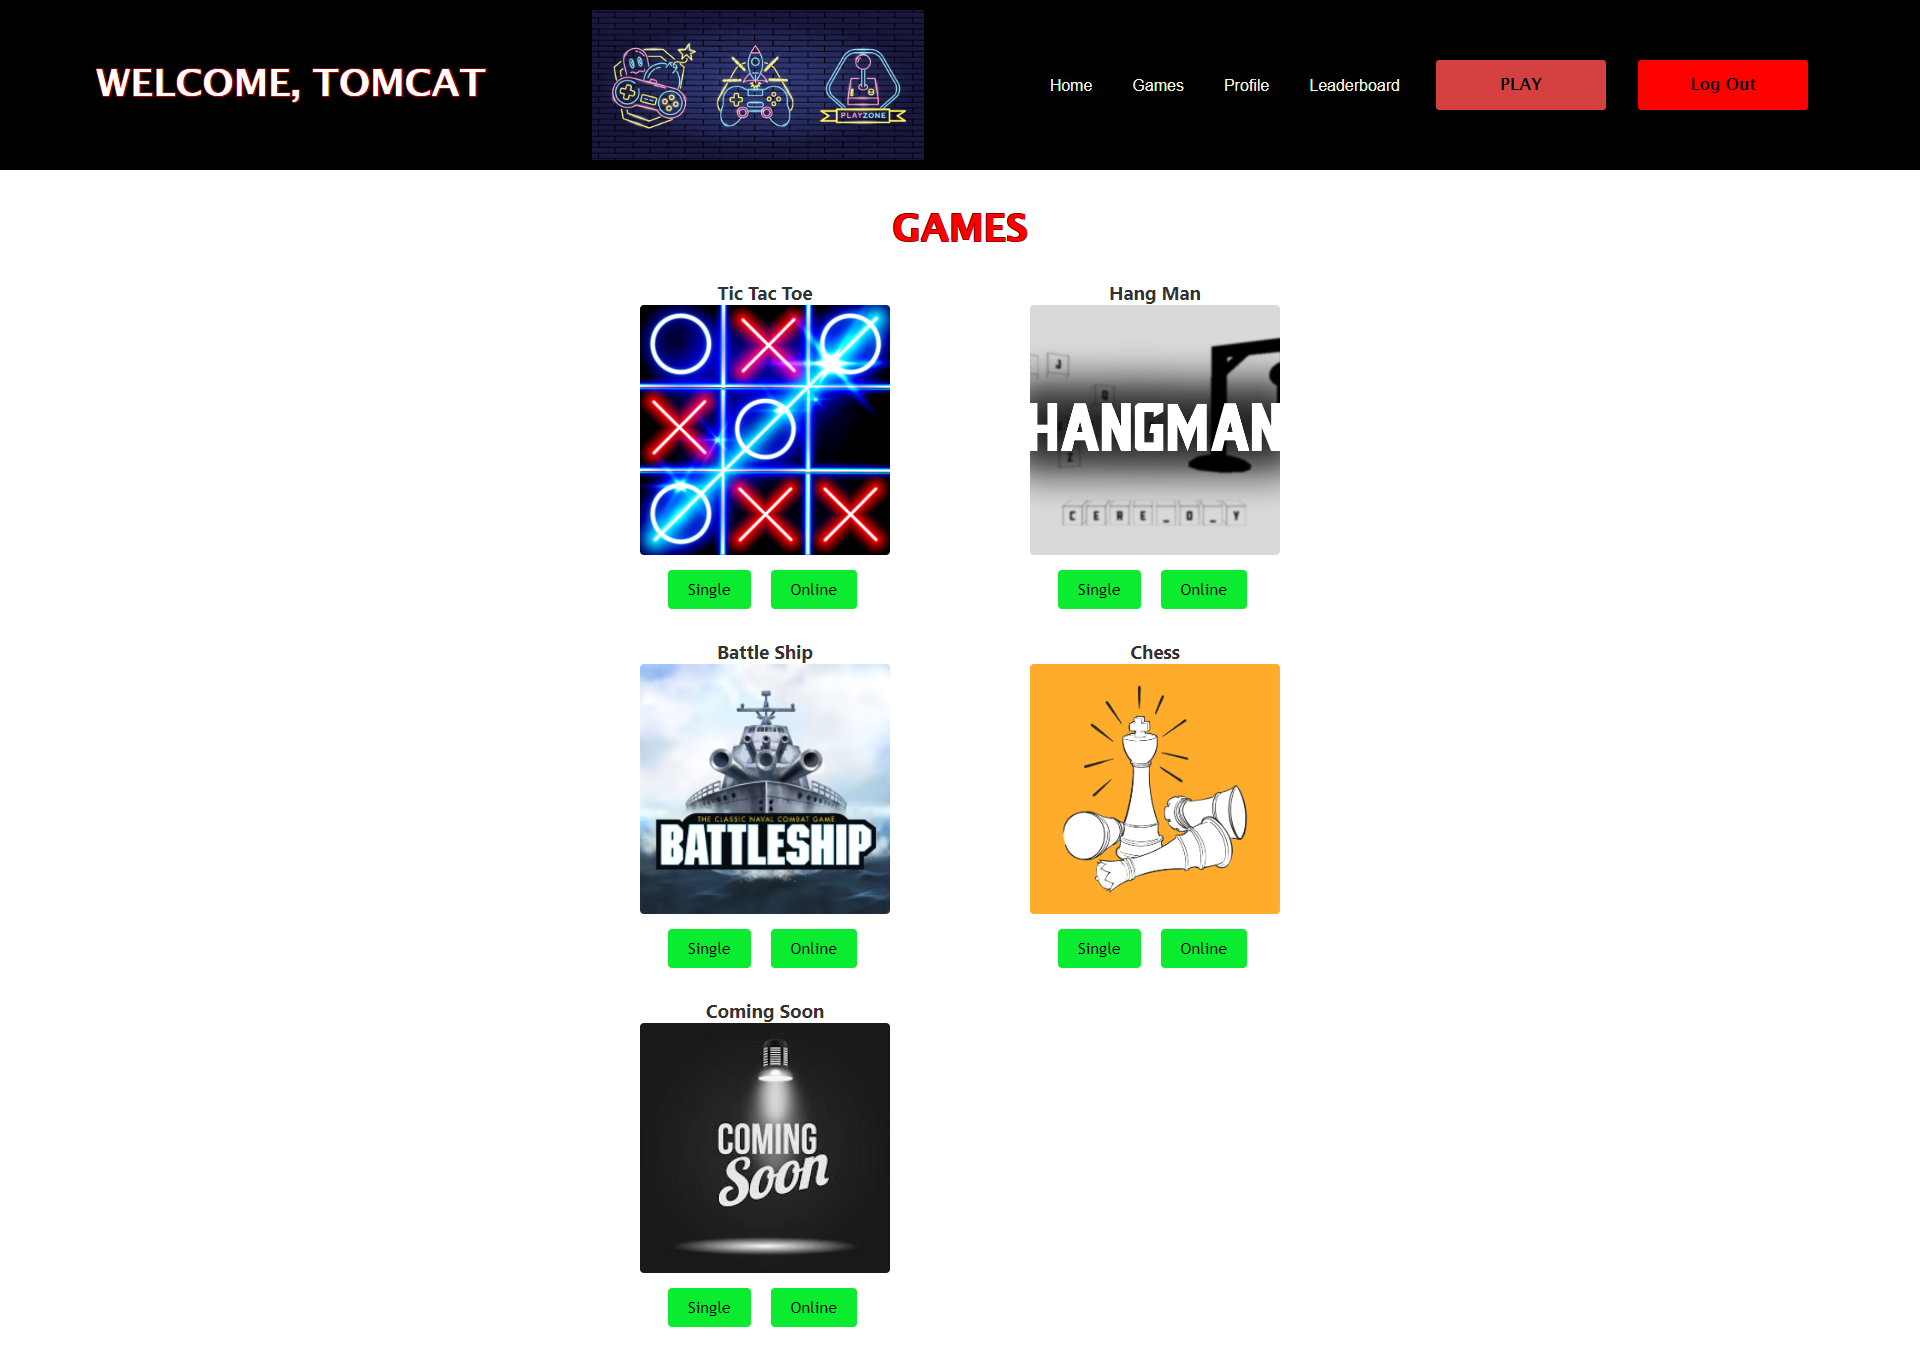 WELCOME, TOMCAT
PLAYZONE
Home Games Profile Leaderboard PLAY Log Out
GAMES
Tic Tac Toe
Hang Man
J
Q
HANGMAN
Z
C E R E _ O _ Y
Single Online
Single Online
Battle Ship
Chess
THE CLASSIC NAVAL COMBAT GAME
BATTLESHIP
Single Online
Single Online
Coming Soon
COMING
Soon
Single Online